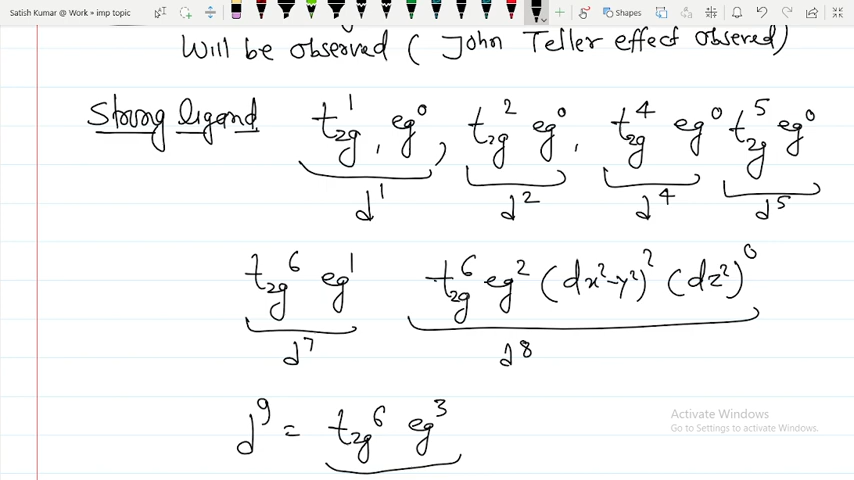 Satish Kumar @ Work » imp topic
Shapes
Will be observed ( John Teller effect obsered)
Strong ligand t₂g¹, eg⁰, t₂g² eg⁰, t₂g⁴ eg⁰ t₂g⁵ eg⁰
d¹ d² d⁴ d⁵
t₂g⁶ eg¹ t₂g⁶ eg² (dx²-y²)² (dz²)⁰
d⁷ d⁸
d⁹ = t₂g⁶ eg³
Activate Windows
Go to Settings to activate Windows.